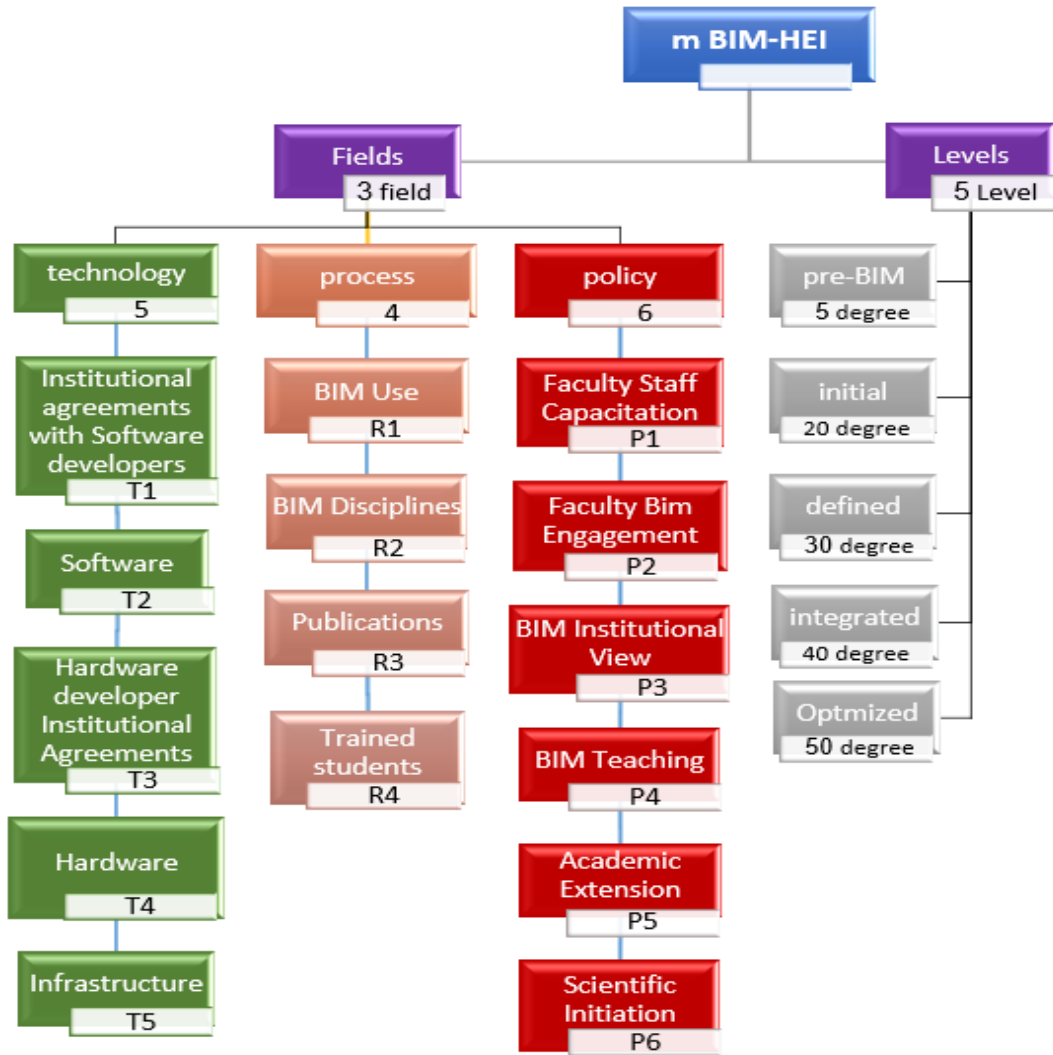 m BIM-HEI
Fields
3 field
Levels
5 Level
technology
5
Institutional
agreements
with Software
developers
T1
Software
T2
Hardware
developer
Institutional
Agreements
T3
Hardware
T4
Infrastructure
T5
process
4
BIM Use
R1
BIM Disciplines
R2
Publications
R3
Trained
students
R4
policy
6
Faculty Staff
Capacitation
P1
Faculty Bim
Engagement
P2
BIM Institutional
View
P3
BIM Teaching
P4
Academic
Extension
P5
Scientific
Initiation
P6
pre-BIM
5 degree
initial
20 degree
defined
30 degree
integrated
40 degree
Optmized
50 degree